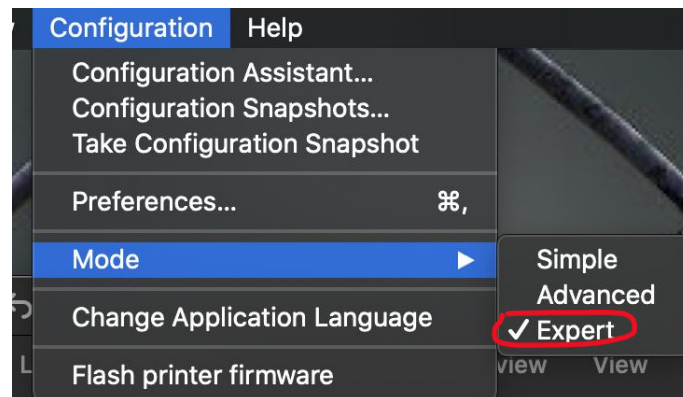 Configuration Help
Configuration Assistant...
Configuration Snapshots...
Take Configuration Snapshot
Preferences... ⌘,
Mode ▶
Simple
Advanced
✓ Expert
Change Application Language
Flash printer firmware
View